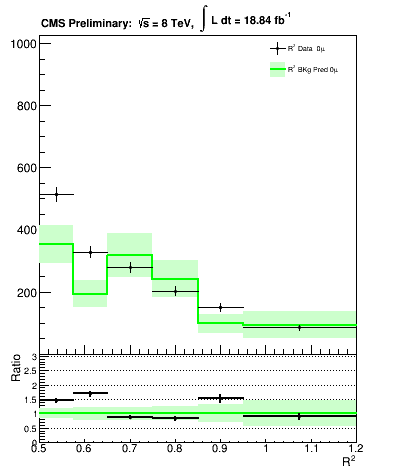 CMS Preliminary: √s = 8 TeV, ∫ L dt = 18.84 fb⁻¹
1000
R² Data 0μ
R² BKg Pred 0μ
800
600
400
200
Ratio
3
2.5
2
1.5
1
0.5
0
0.5 0.6 0.7 0.8 0.9 1 1.1 1.2
R²